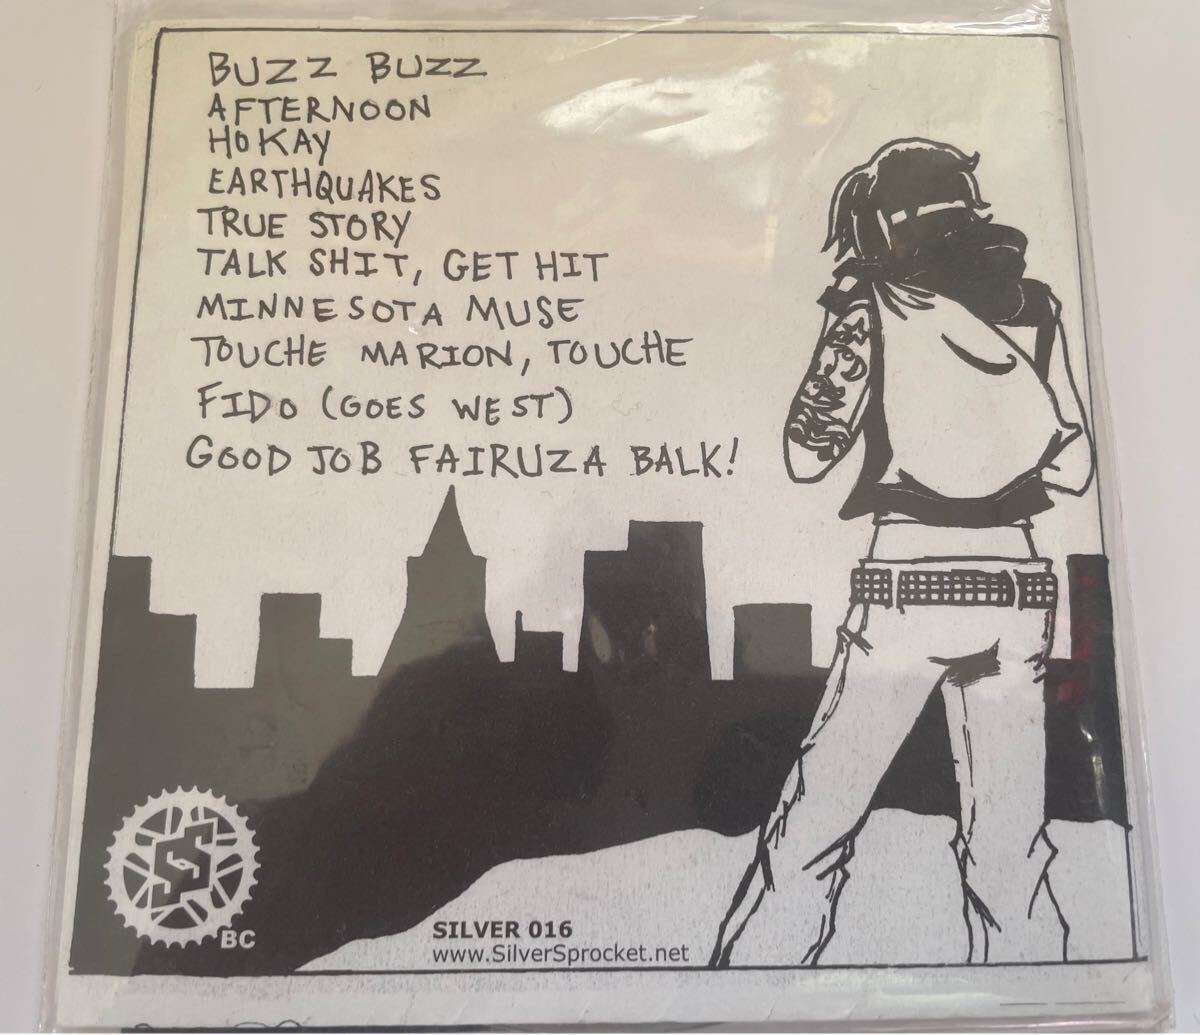 BUZZ BUZZ
AFTERNOON
HOKAY
EARTHQUAKES
TRUE STORY
TALK SHIT, GET HIT
MINNESOTA MUSE
TOUCHE MARION, TOUCHE
FIDO (GOES WEST)
GOOD JOB FAIRUZA BALK!
SS
BC
SILVER 016
www.SilverSprocket.net